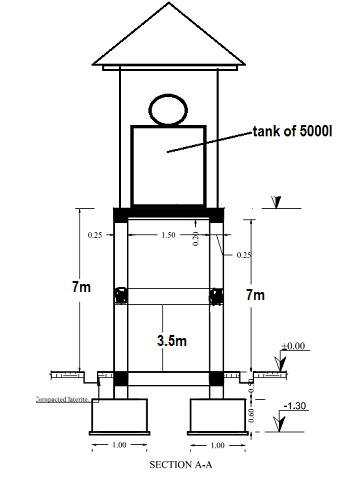 tank of 5000l
0.25
1.50
0.20
0.25
7m
7m
3.5m
±0.00
Compacted laterite.
0.50
0.60
-1.30
1.00
1.00
SECTION A-A